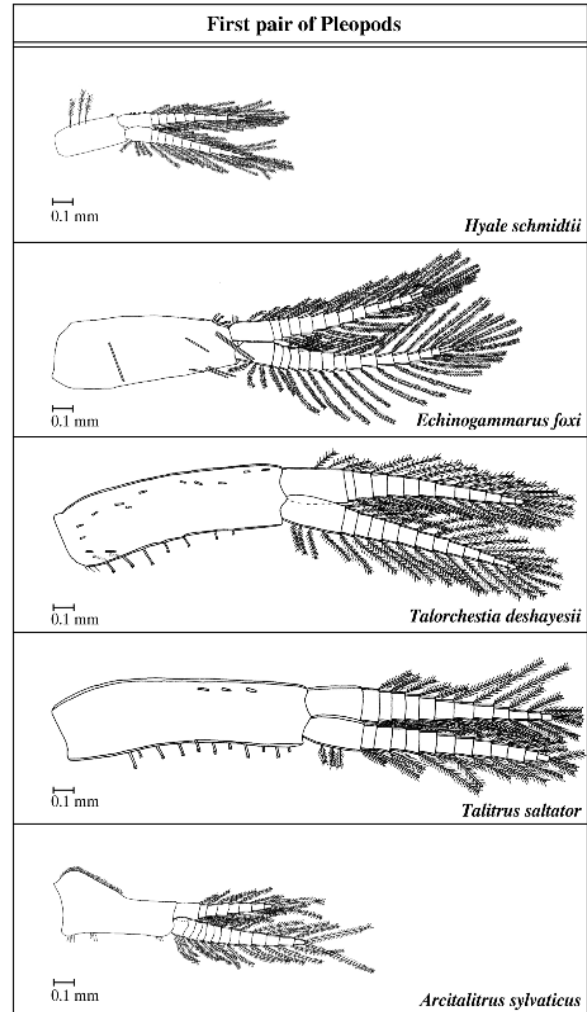 First pair of Pleopods
0.1 mm
Hyale schmidtii
0.1 mm
Echinogammarus foxi
0.1 mm
Talorchestia deshayesii
0.1 mm
Talitrus saltator
0.1 mm
Arcitalitrus sylvaticus